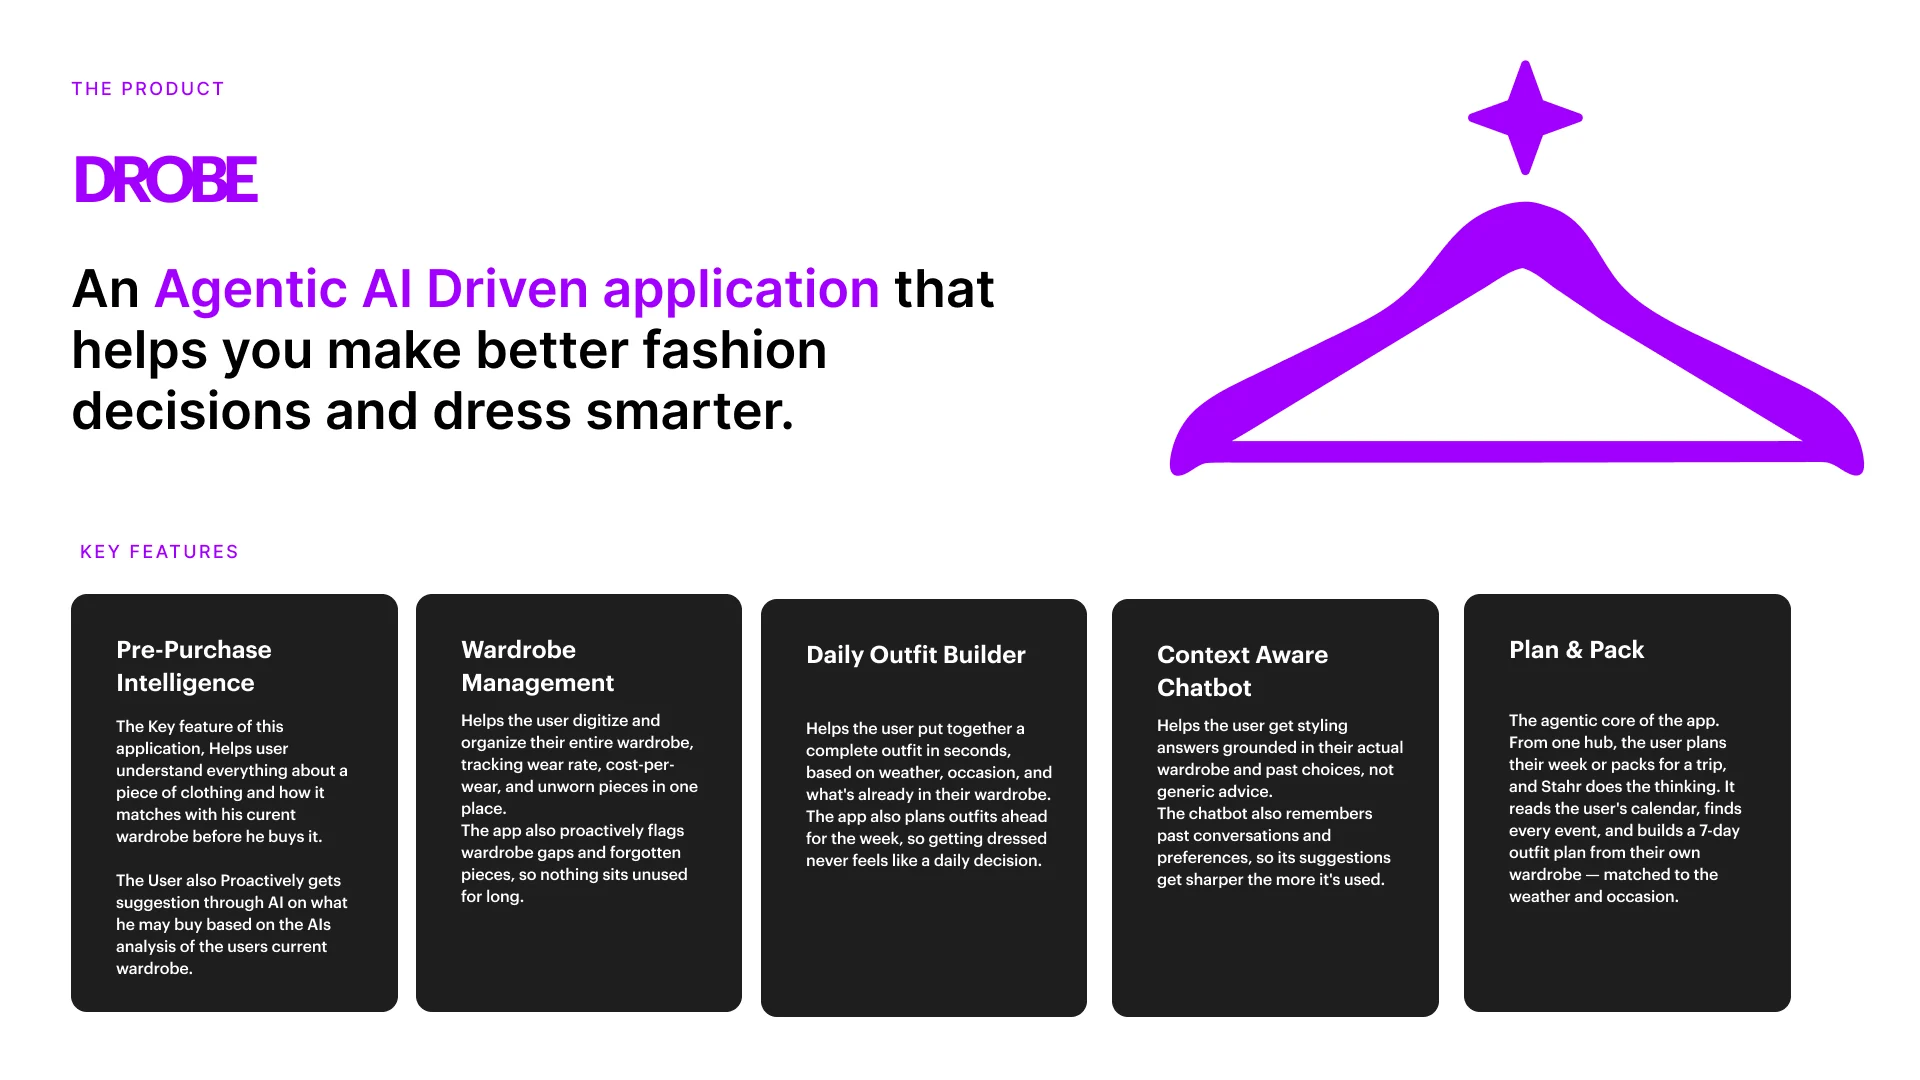 THE PRODUCT
DROBE
An Agentic AI Driven application that
helps you make better fashion
decisions and dress smarter.
KEY FEATURES
Pre-Purchase
Intelligence
The Key feature of this
application, Helps user
understand everything about a
piece of clothing and how it
matches with his curent
wardrobe before he buys it.
The User also Proactively gets
suggestion through AI on what
he may buy based on the AIs
analysis of the users current
wardrobe.
Wardrobe
Management
Helps the user digitize and
organize their entire wardrobe,
tracking wear rate, cost-per-
wear, and unworn pieces in one
place.
The app also proactively flags
wardrobe gaps and forgotten
pieces, so nothing sits unused
for long.
Daily Outfit Builder
Helps the user put together a
complete outfit in seconds,
based on weather, occasion, and
what's already in their wardrobe.
The app also plans outfits ahead
for the week, so getting dressed
never feels like a daily decision.
Context Aware
Chatbot
Helps the user get styling
answers grounded in their actual
wardrobe and past choices, not
generic advice.
The chatbot also remembers
past conversations and
preferences, so its suggestions
get sharper the more it's used.
Plan & Pack
The agentic core of the app.
From one hub, the user plans
their week or packs for a trip,
and Stahr does the thinking. It
reads the user's calendar, finds
every event, and builds a 7-day
outfit plan from their own
wardrobe — matched to the
weather and occasion.